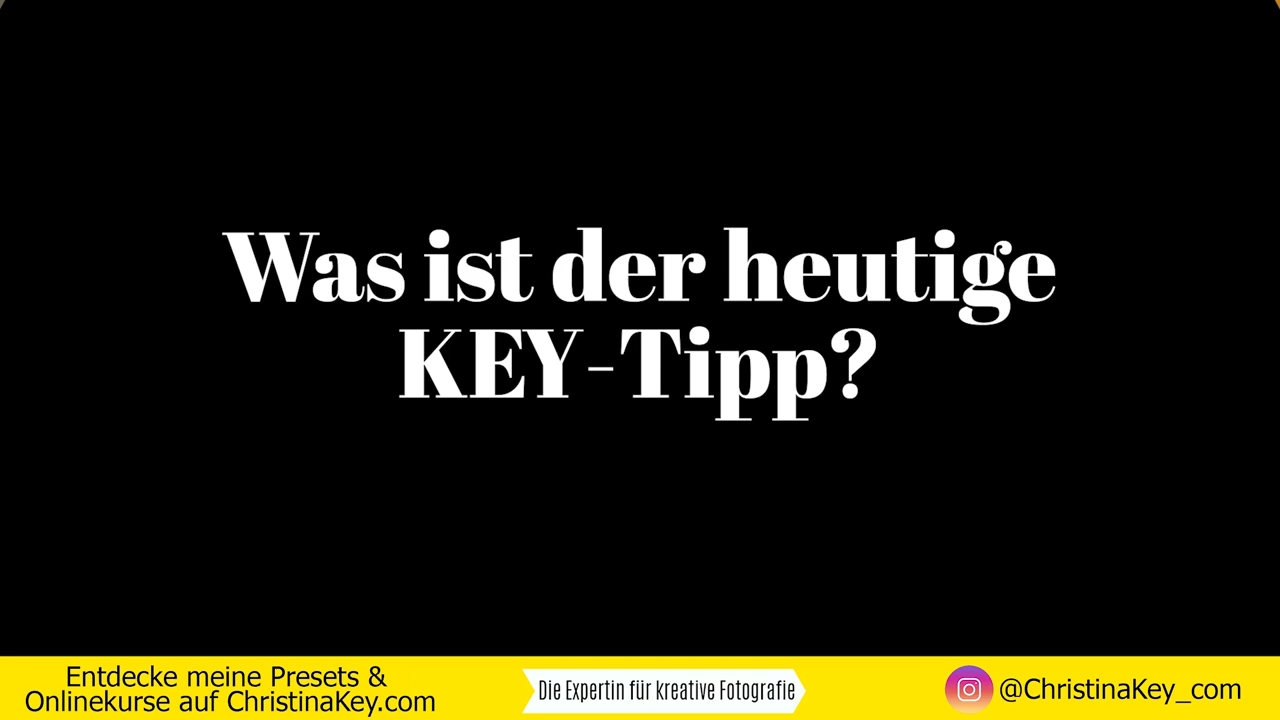 Was ist der heutige
KEY-Tipp?
Entdecke meine Presets &
Onlinekurse auf ChristinaKey.com
Die Expertin für kreative Fotografie
@ChristinaKey_com